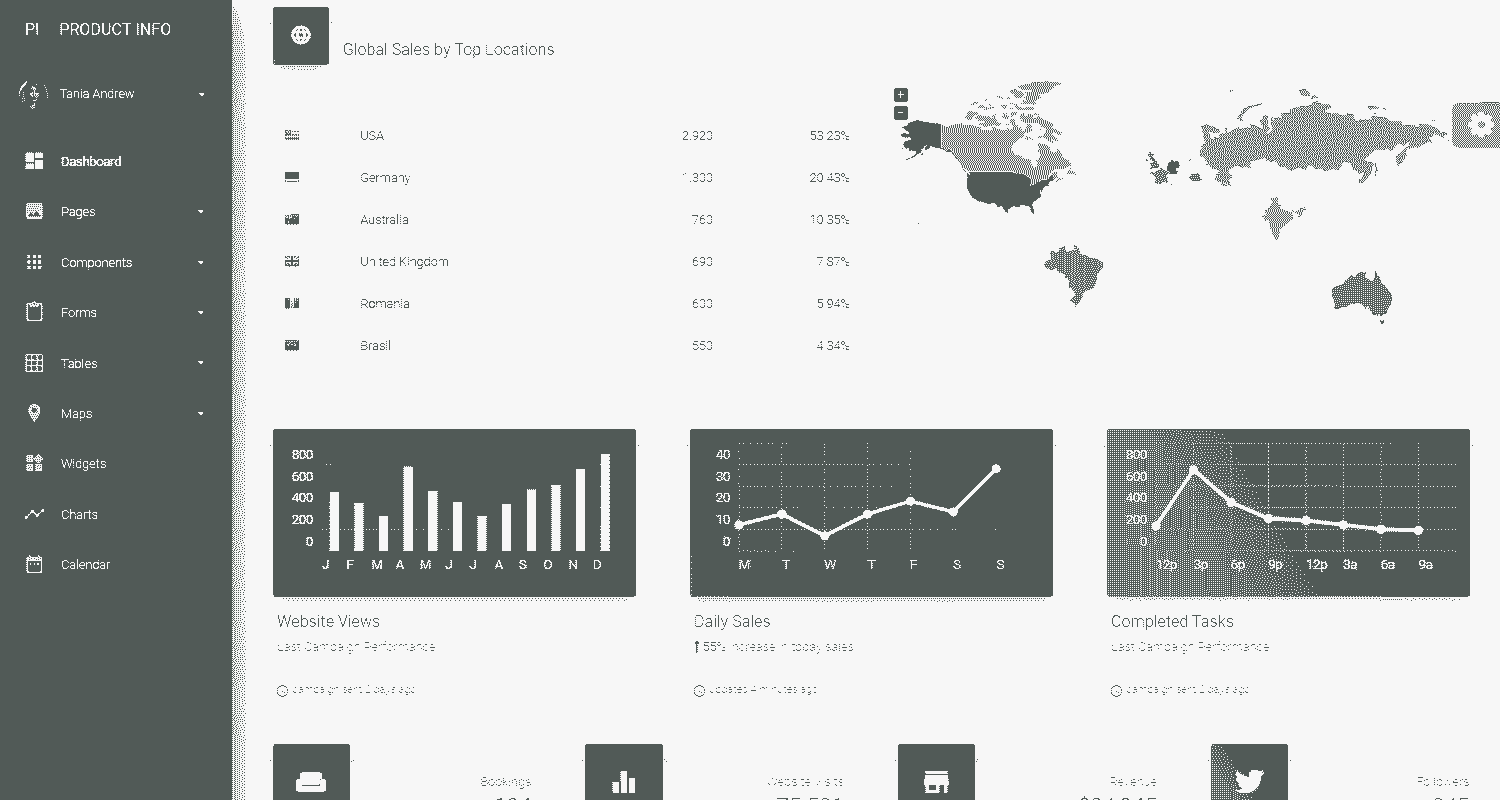 PI PRODUCT INFO
Tania Andrew
Dashboard
Pages
Components
Forms
Tables
Maps
Widgets
Charts
Calendar
Global Sales by Top Locations
+
−
USA 2.920 53.23%
Germany 1.300 20.43%
Australia 760 10.35%
United Kingdom 690 7.87%
Romania 600 5.94%
Brasil 550 4.34%
800
600
400
200
0
J F M A M J J A S O N D
Website Views
Last Campaign Performance
campaign sent 2 days ago
40
30
20
10
0
M T W T F S S
Daily Sales
55% increase in today sales
updated 4 minutes ago
800
600
400
200
0
12p 3p 6p 9p 12p 3a 6a 9a
Completed Tasks
Last Campaign Performance
campaign sent 2 days ago
Bookings
Website Visits
Revenue
Followers